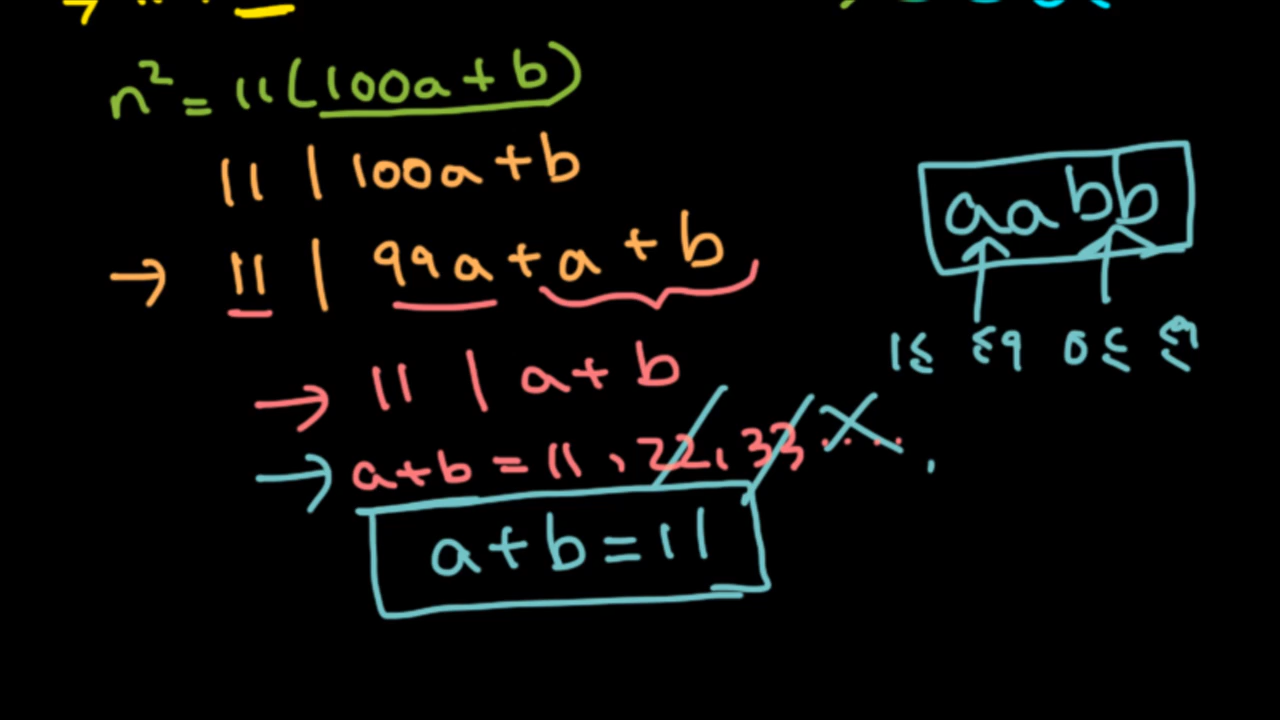 n² = 11(100a + b)
11 | 100a + b
→ 11 | 99a + a + b
→ 11 | a + b
→ a + b = 11, 22, 33 ....
a + b = 11
aabb
1≤ ≤9 0≤ ≤9